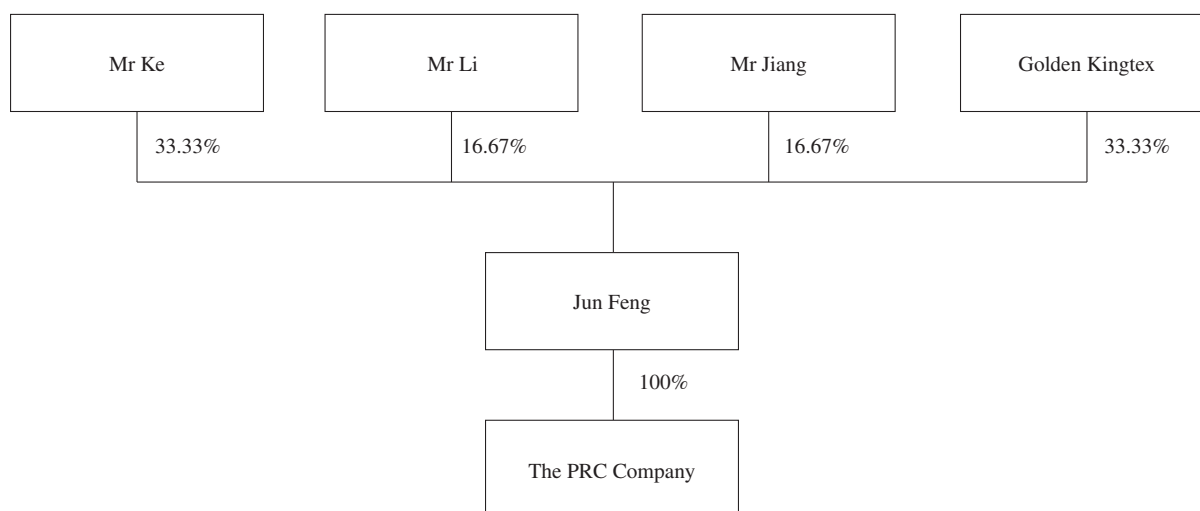 Mr Ke
Mr Li
Mr Jiang
Golden Kingtex
33.33%
16.67%
16.67%
33.33%
Jun Feng
100%
The PRC Company